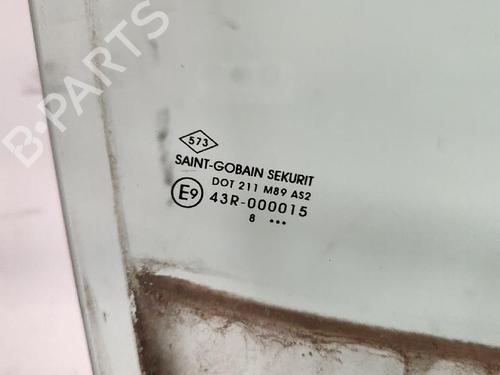 B-PARTS
573
SAINT-GOBAIN SEKURIT
DOT 211 M89 AS2
E9 43R-000015
8 •••